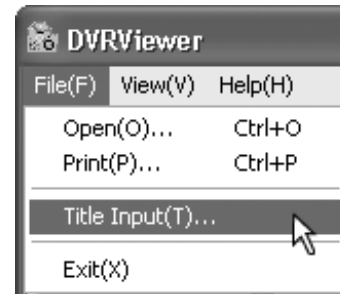 DVRViewer
File(F) View(V) Help(H)
Open(O)... Ctrl+O
Print(P)... Ctrl+P
Title Input(T)...
Exit(X)